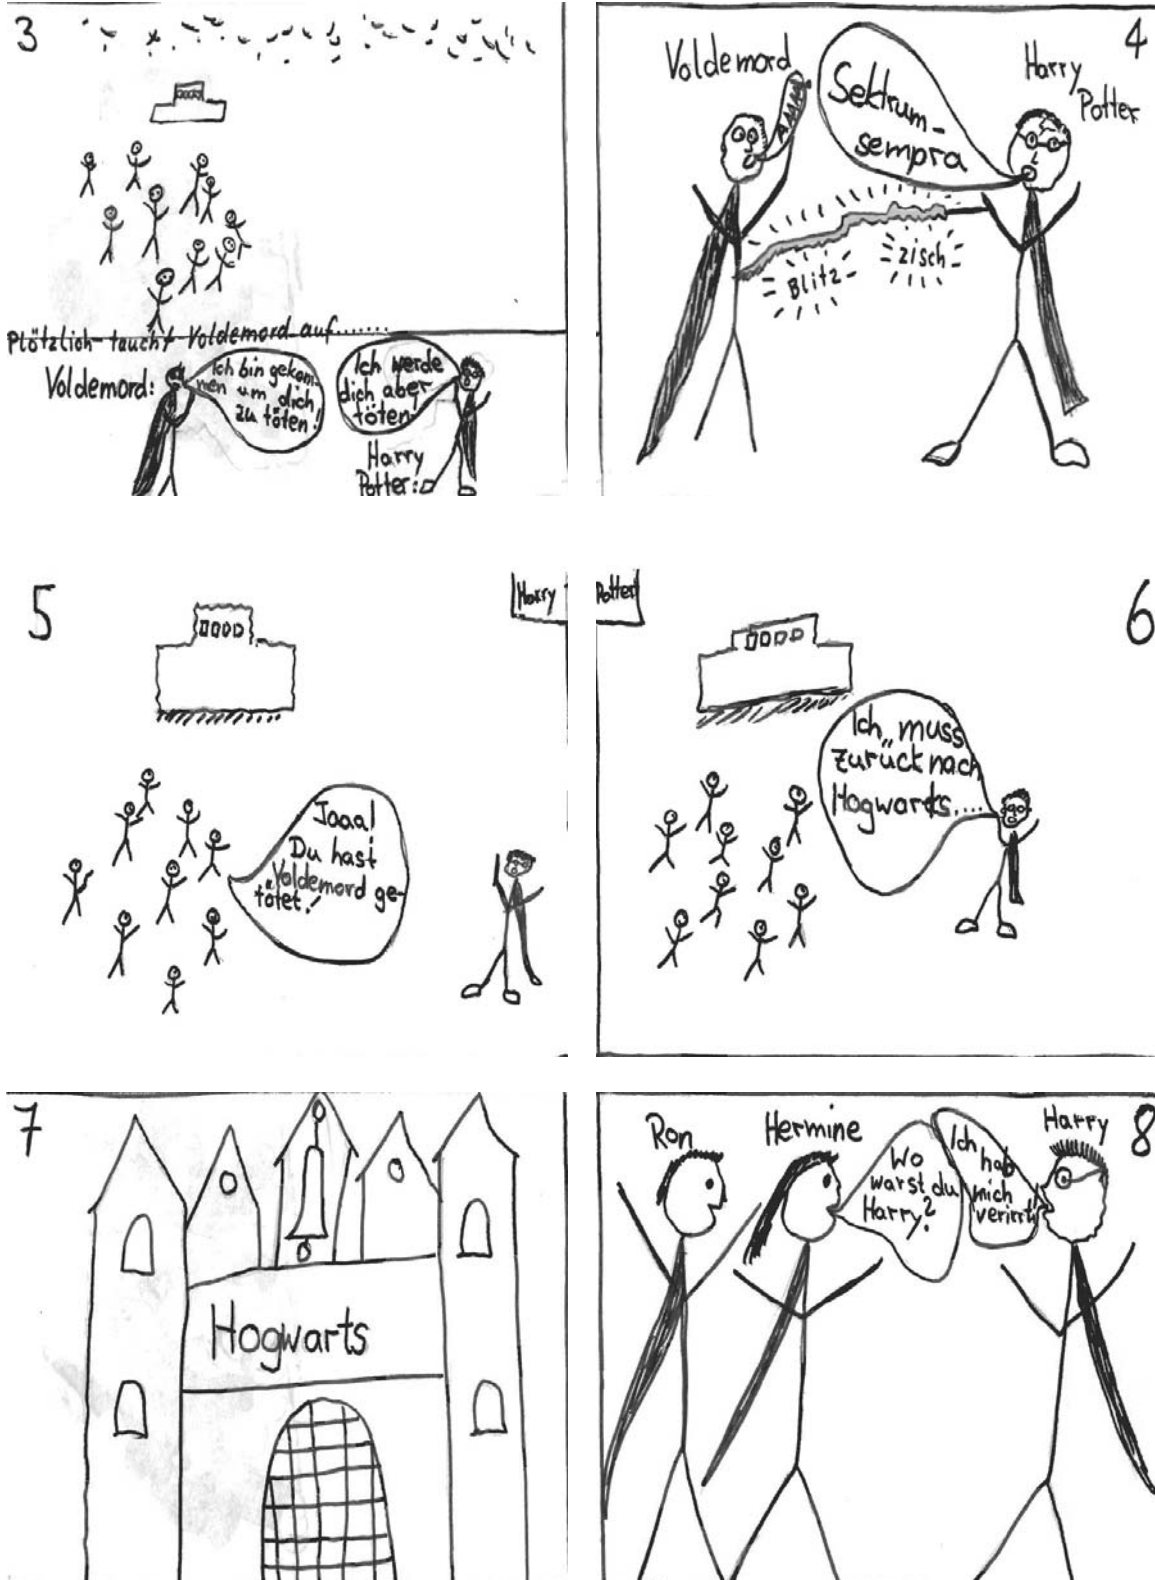 3
Plötzlich taucht Voldemord auf.......
Voldemord:
Ich bin gekom-
men um dich
zu töten!
Ich werde
dich aber
töten.
Harry
Potter:
4
Voldemord
AAAAA
Sektrum-
sempra
Harry
Potter
Blitz
zisch
5
Jaaa!
Du hast
Voldemord ge-
tötet!
Harry Potter
6
Ich muss
zurück nach
Hogwarts....
7
Hogwarts
8
Ron
Hermine
Wo
warst du
Harry?
Ich
hab
mich
verirrt
Harry